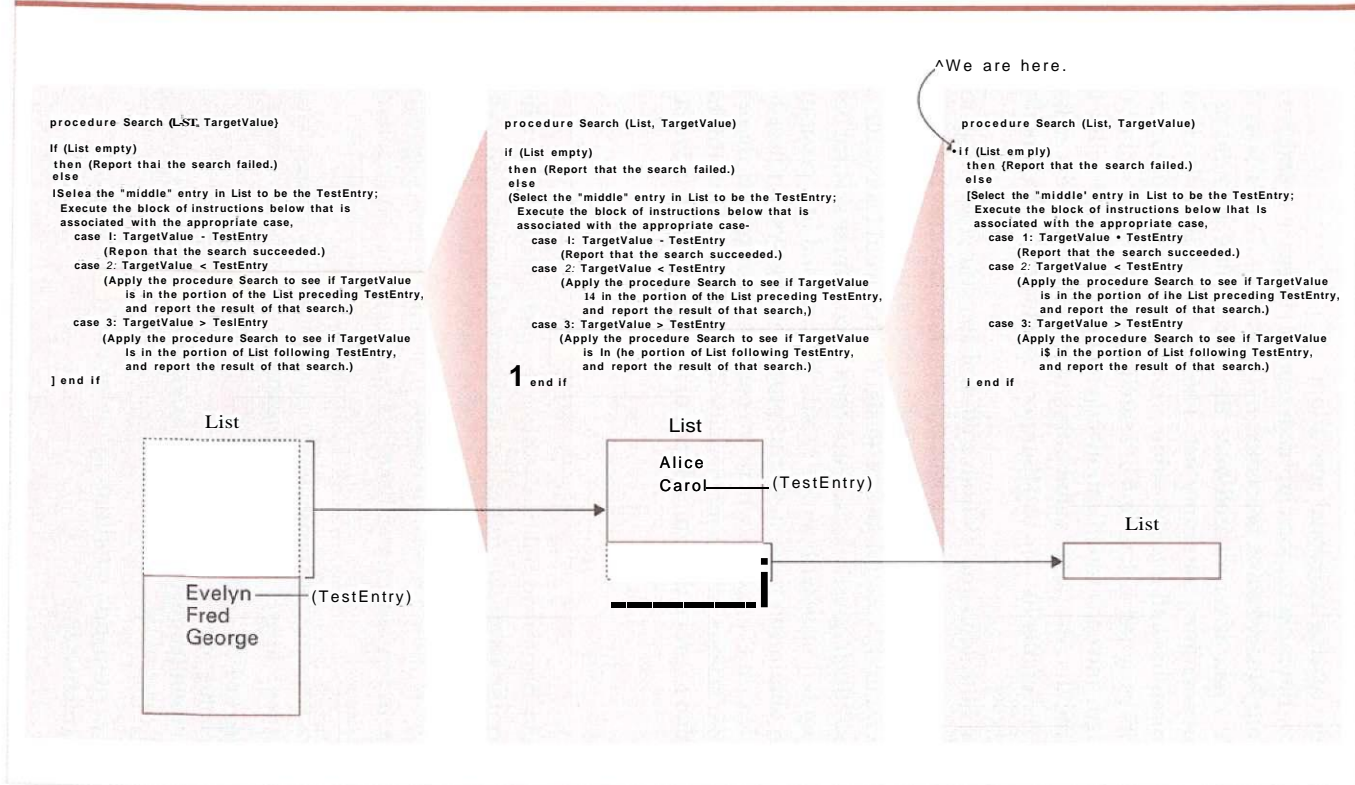 ^We are here.
procedure Search (L-ST, TargetValue}
If (List empty)
then (Report thai the search failed.)
else
ISelea the "middle" entry in List to be the TestEntry;
Execute the block of instructions below that is
associated with the appropriate case,
case I: TargetValue - TestEntry
(Repon that the search succeeded.)
case 2: TargetValue < TestEntry
(Apply the procedure Search to see if TargetValue
is in the portion of the List preceding TestEntry,
and report the result of that search.)
case 3: TargetValue > TeslEntry
(Apply the procedure Search to see if TargetValue
Is in the portion of List following TestEntry,
and report the result of that search.)
] end if
List
Evelyn (TestEntry)
Fred
George
procedure Search (List, TargetValue)
if (List empty)
then (Report that the search failed.)
else
(Select the "middle" entry in List to be the TestEntry;
Execute the block of instructions below that is
associated with the appropriate case-
case I: TargetValue - TestEntry
(Report that the search succeeded.)
case 2: TargetValue < TestEntry
(Apply the procedure Search to see if TargetValue
14 in the portion of the List preceding TestEntry,
and report the result of that search,)
case 3: TargetValue > TestEntry
(Apply the procedure Search to see if TargetValue
is In (he portion of List following TestEntry,
and report the result of that search.)
1 end if
List
Alice
Carol (TestEntry)
procedure Search (List, TargetValue)
•if (List emply)
then {Report that the search failed.)
else
[Select the "middle' entry in List to be the TestEntry;
Execute the block of instructions below lhat Is
associated with the appropriate case,
case 1: TargetValue • TestEntry
(Report that the search succeeded.)
case 2: TargetValue < TestEntry
(Apply the procedure Search to see if TargetValue
is in the portion of ihe List preceding TestEntry,
and report the result of that search.)
case 3: TargetValue > TestEntry
(Apply the procedure Search to see if TargetValue
i$ in the portion of List following TestEntry,
and report the result of that search.)
i end if
List